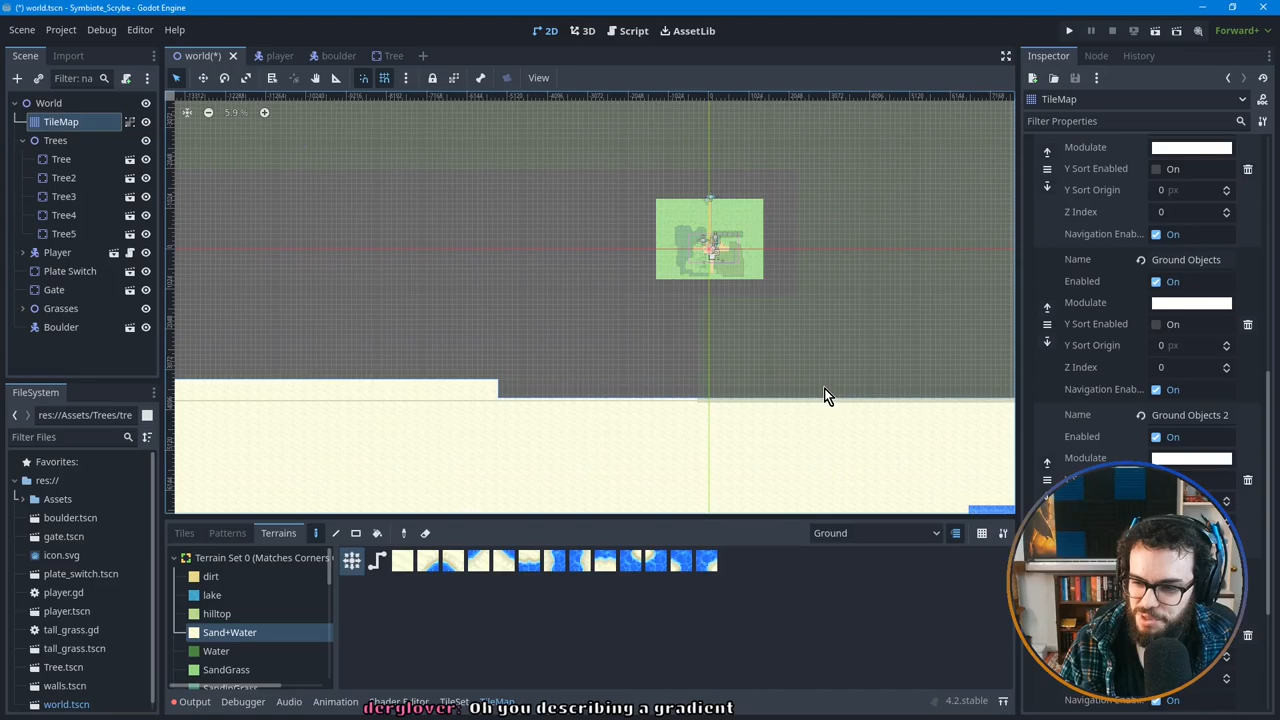 (*) world.tscn - Symbiote_Scrybe - Godot Engine
Scene Project Debug Editor Help
2D 3D Script AssetLib
Forward+
Scene Import
world(*) player boulder Tree
Inspector Node History
Filter: na
View
TileMap
Filter Properties
5.9 %
World
TileMap
Trees
Tree
Tree2
Tree3
Tree4
Tree5
Player
Plate Switch
Gate
Grasses
Boulder
Modulate
Y Sort Enabled On
Y Sort Origin 0 px
Z Index 0
Navigation Enab... On
Name Ground Objects
Enabled On
Modulate
Y Sort Enabled On
Y Sort Origin 0 px
Z Index 0
Navigation Enab... On
Name Ground Objects 2
Enabled On
Modulate
On
FileSystem
res://Assets/Trees/tre
Filter Files
Favorites:
res://
Assets
boulder.tscn
gate.tscn
icon.svg
plate_switch.tscn
player.gd
player.tscn
tall_grass.gd
tall_grass.tscn
Tree.tscn
walls.tscn
world.tscn
Tiles Patterns Terrains
Ground
Terrain Set 0 (Matches Corners
dirt
lake
hilltop
Sand+Water
Water
SandGrass
Output Debugger Audio Animation Shader Editor TileSet TileMap
4.2.stable
derglover: Oh you describing a gradient